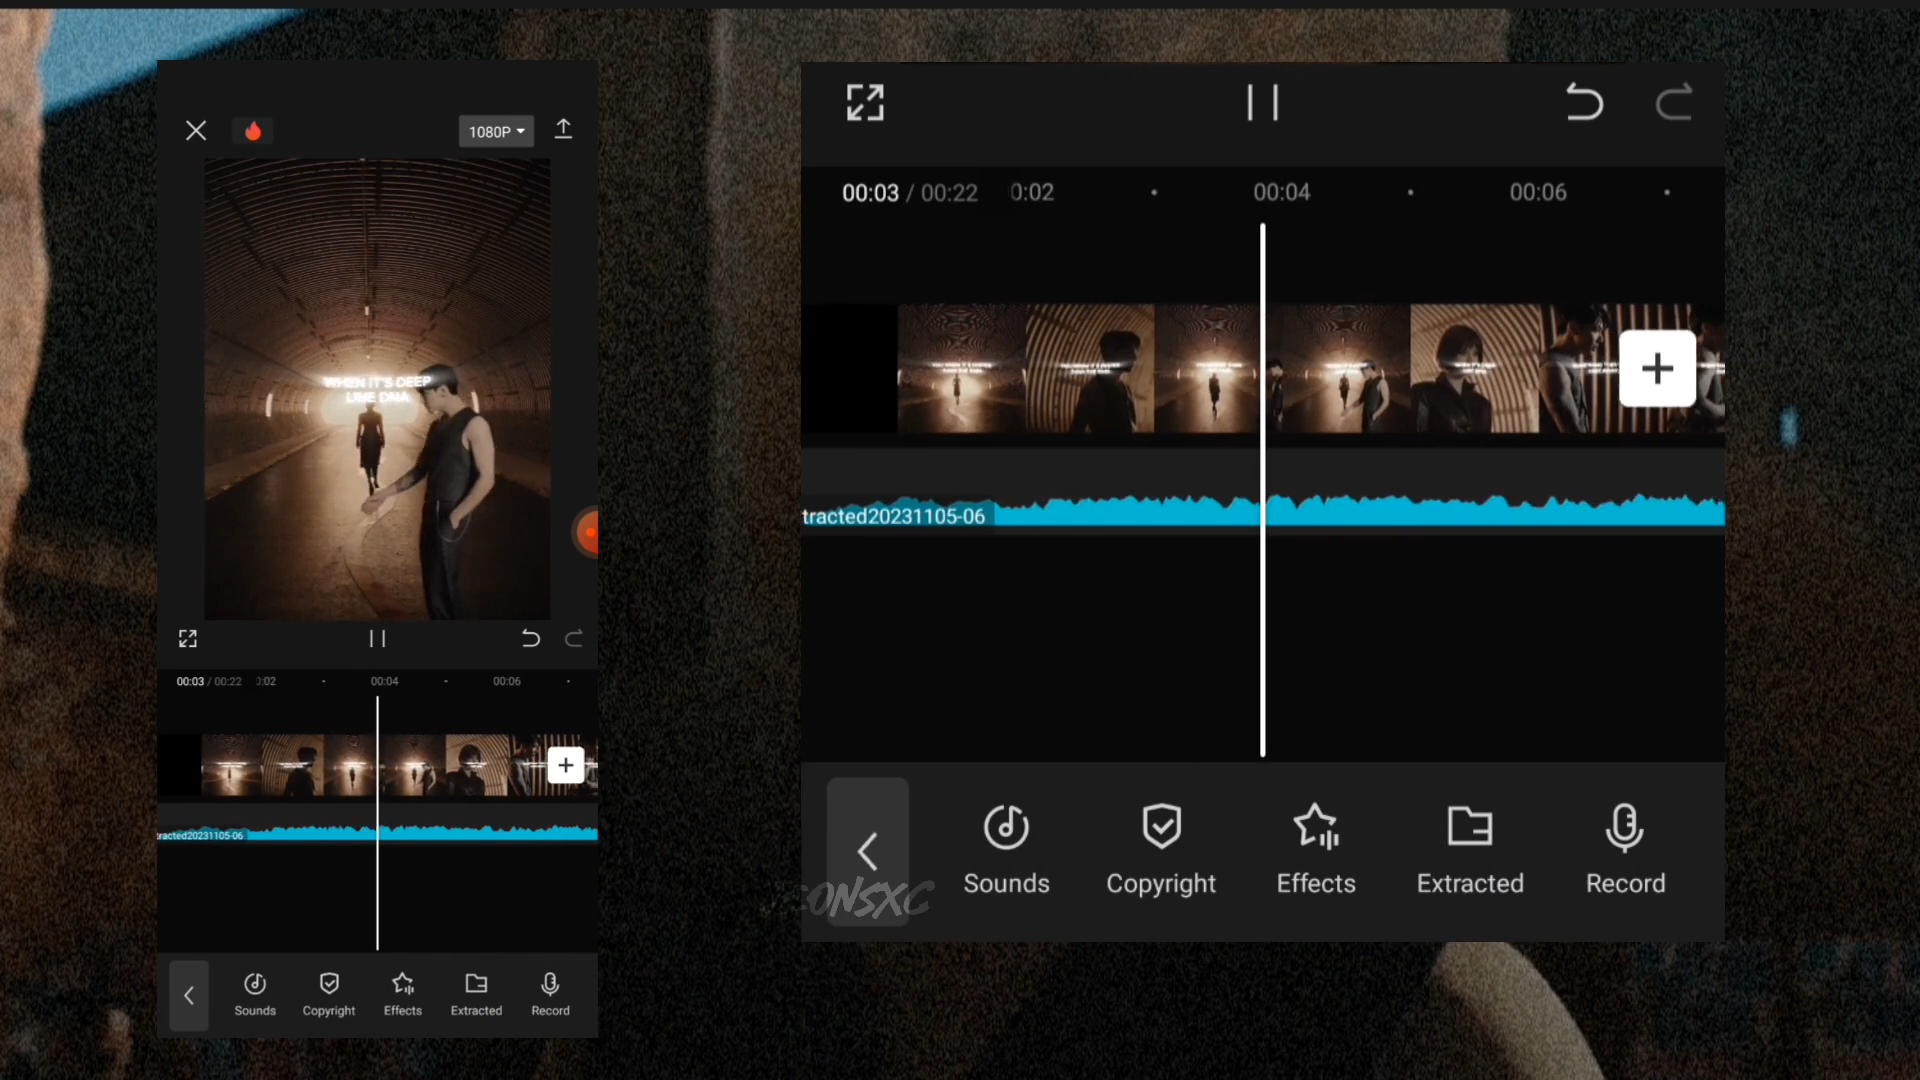 1080P
WHEN IT'S DEEP
LIKE DNA
00:03 / 00:22
0:02
00:04
00:06
tracted20231105-06
Sounds
Copyright
Effects
Extracted
Record
00:03 / 00:22
0:02
00:04
00:06
tracted20231105-06
Sounds
Copyright
Effects
Extracted
Record